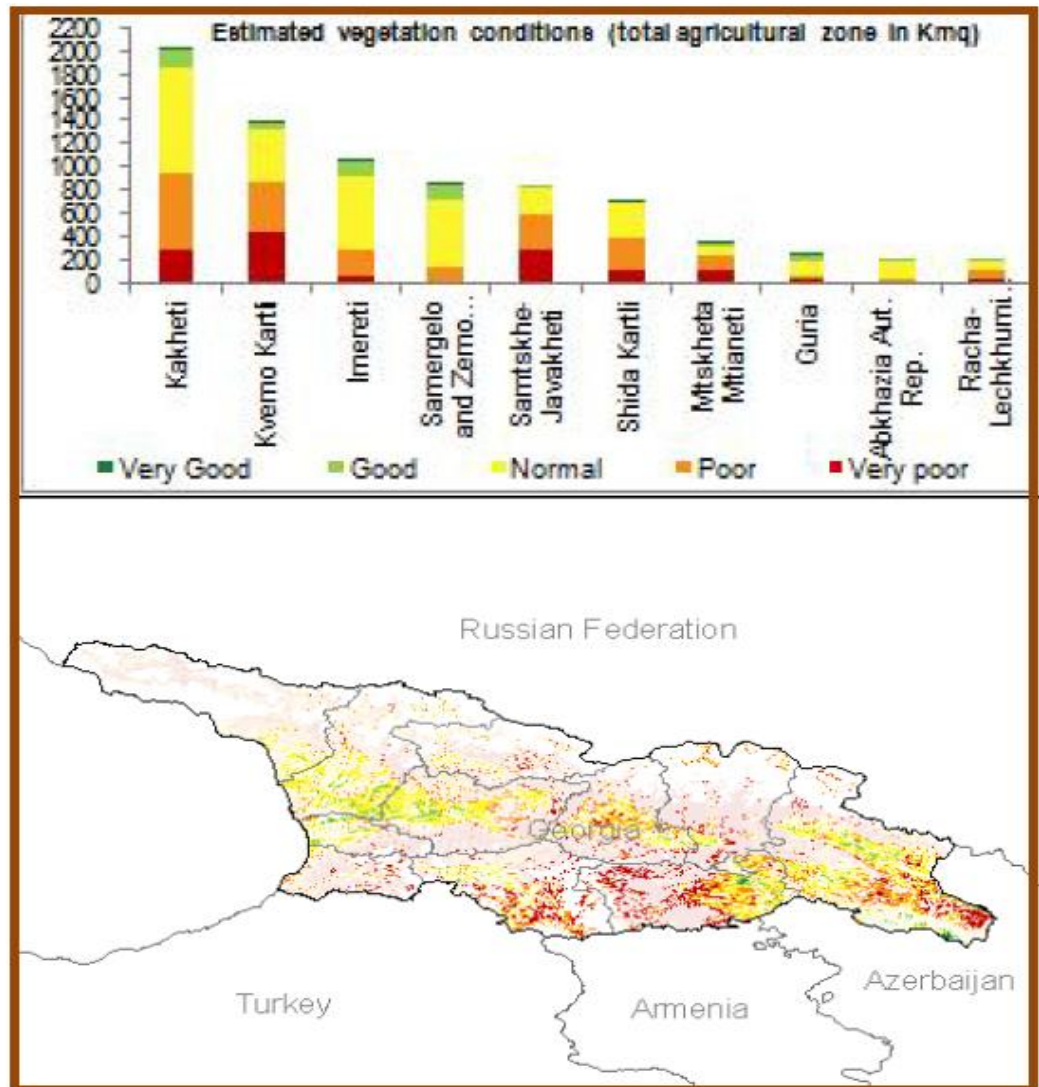 Estimated vegetation conditions (total agricultural zone in Kmq)
2200
2000
1800
1600
1400
1200
1000
800
600
400
200
0
Kakheti
Kvemo Kartli
Imereti
Samergelo
and Zemo...
Samtskhe-
Javakheti
Shida Kartli
Mtskheta
Mtianeti
Guria
Abkhazia Aut.
Rep.
Racha-
Lechkhumi...
Very Good
Good
Normal
Poor
Very poor
Russian Federation
Georgia
Azerbaijan
Turkey
Armenia